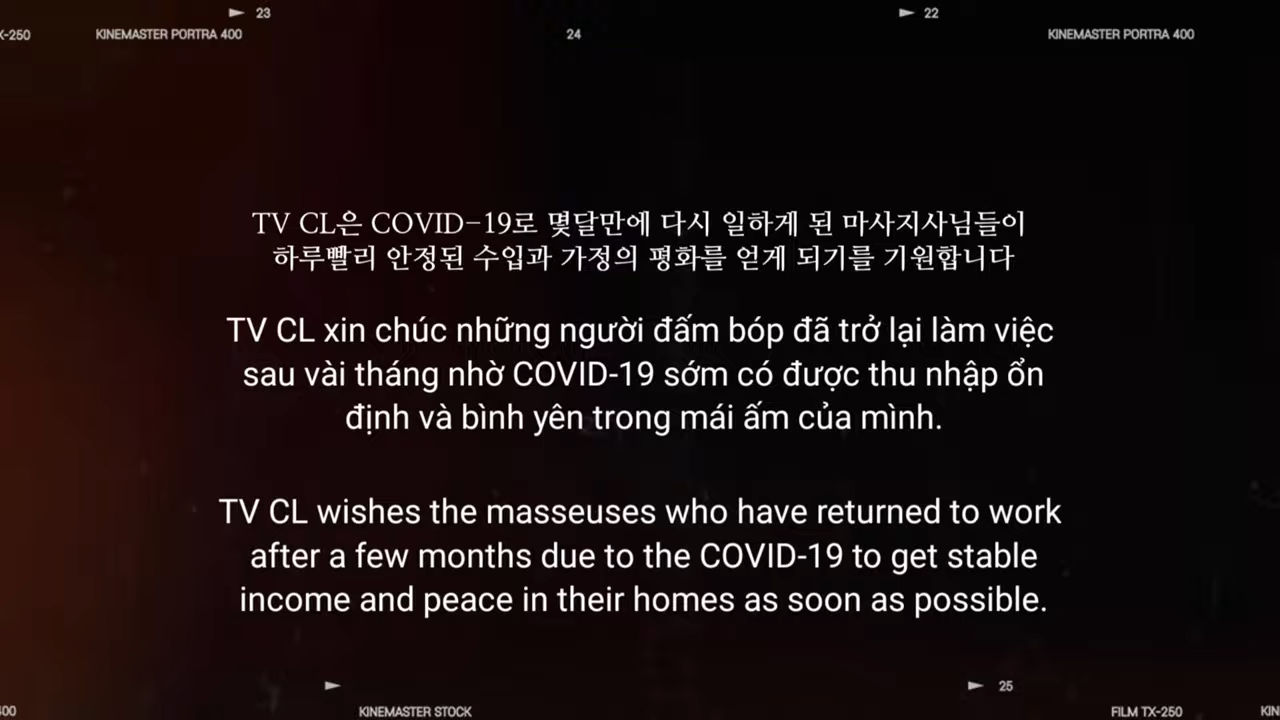 23
22
X-250
KINEMASTER PORTRA 400
24
KINEMASTER PORTRA 400
TV CL은 COVID-19로 몇달만에 다시 일하게 된 마사지사님들이
하루빨리 안정된 수입과 가정의 평화를 얻게 되기를 기원합니다
TV CL xin chúc những người đấm bóp đã trở lại làm việc
sau vài tháng nhờ COVID-19 sớm có được thu nhập ổn
định và bình yên trong mái ấm của mình.
TV CL wishes the masseuses who have returned to work
after a few months due to the COVID-19 to get stable
income and peace in their homes as soon as possible.
25
400
KINEMASTER STOCK
FILM TX-250
KIN